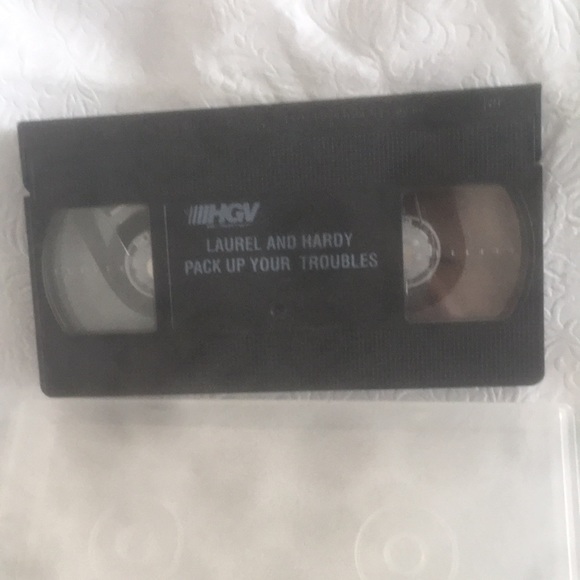 HGV
LAUREL AND HARDY
PACK UP YOUR TROUBLES